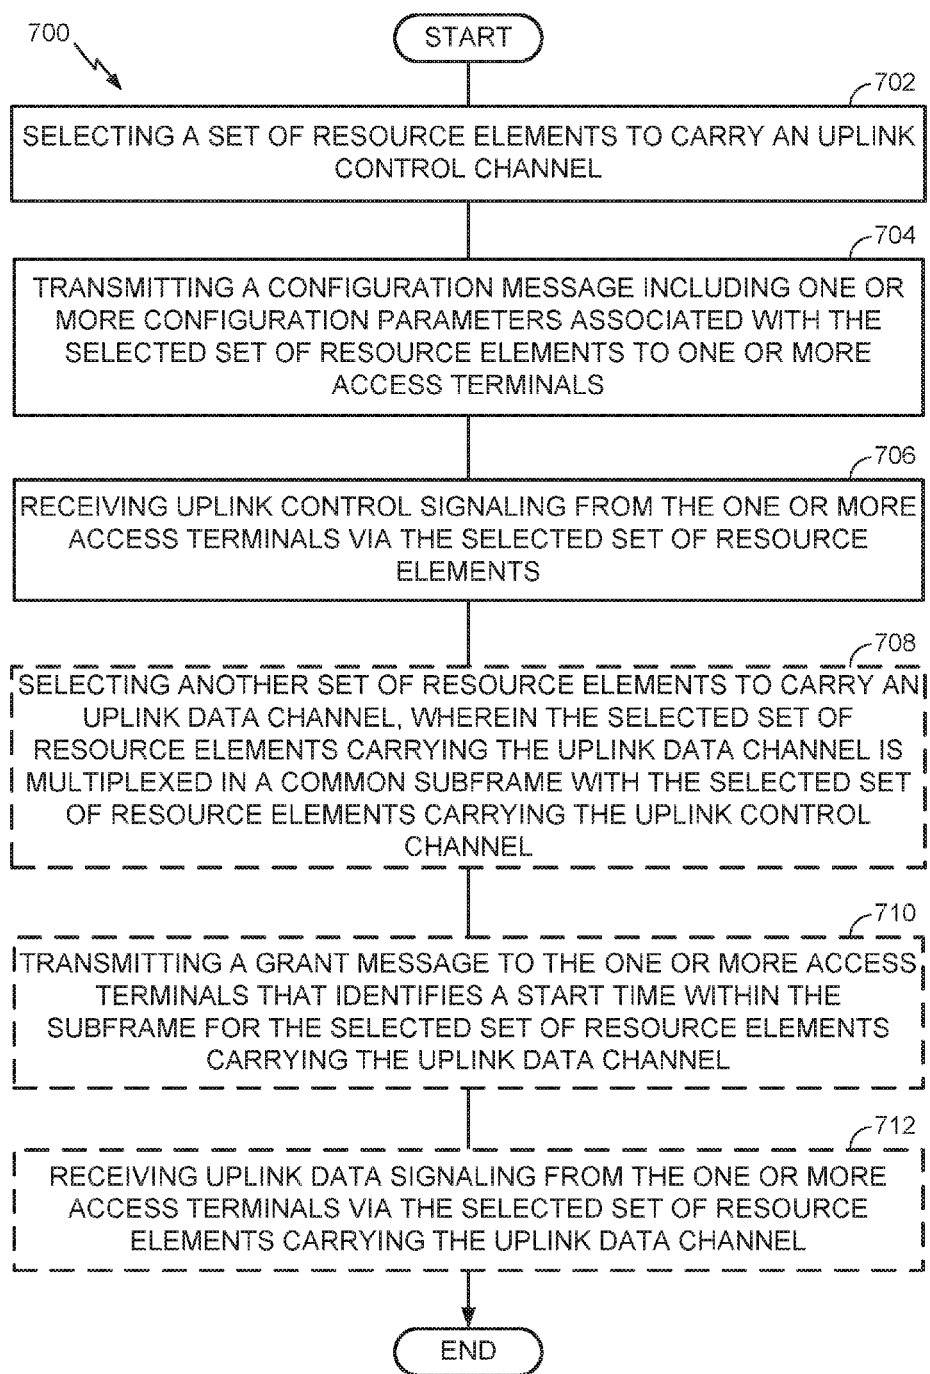 700
START
702
SELECTING A SET OF RESOURCE ELEMENTS TO CARRY AN UPLINK
CONTROL CHANNEL
704
TRANSMITTING A CONFIGURATION MESSAGE INCLUDING ONE OR
MORE CONFIGURATION PARAMETERS ASSOCIATED WITH THE
SELECTED SET OF RESOURCE ELEMENTS TO ONE OR MORE
ACCESS TERMINALS
706
RECEIVING UPLINK CONTROL SIGNALING FROM THE ONE OR MORE
ACCESS TERMINALS VIA THE SELECTED SET OF RESOURCE
ELEMENTS
708
SELECTING ANOTHER SET OF RESOURCE ELEMENTS TO CARRY AN
UPLINK DATA CHANNEL, WHEREIN THE SELECTED SET OF
RESOURCE ELEMENTS CARRYING THE UPLINK DATA CHANNEL IS
MULTIPLEXED IN A COMMON SUBFRAME WITH THE SELECTED SET
OF RESOURCE ELEMENTS CARRYING THE UPLINK CONTROL
CHANNEL
710
TRANSMITTING A GRANT MESSAGE TO THE ONE OR MORE ACCESS
TERMINALS THAT IDENTIFIES A START TIME WITHIN THE
SUBFRAME FOR THE SELECTED SET OF RESOURCE ELEMENTS
CARRYING THE UPLINK DATA CHANNEL
712
RECEIVING UPLINK DATA SIGNALING FROM THE ONE OR MORE
ACCESS TERMINALS VIA THE SELECTED SET OF RESOURCE
ELEMENTS CARRYING THE UPLINK DATA CHANNEL
END